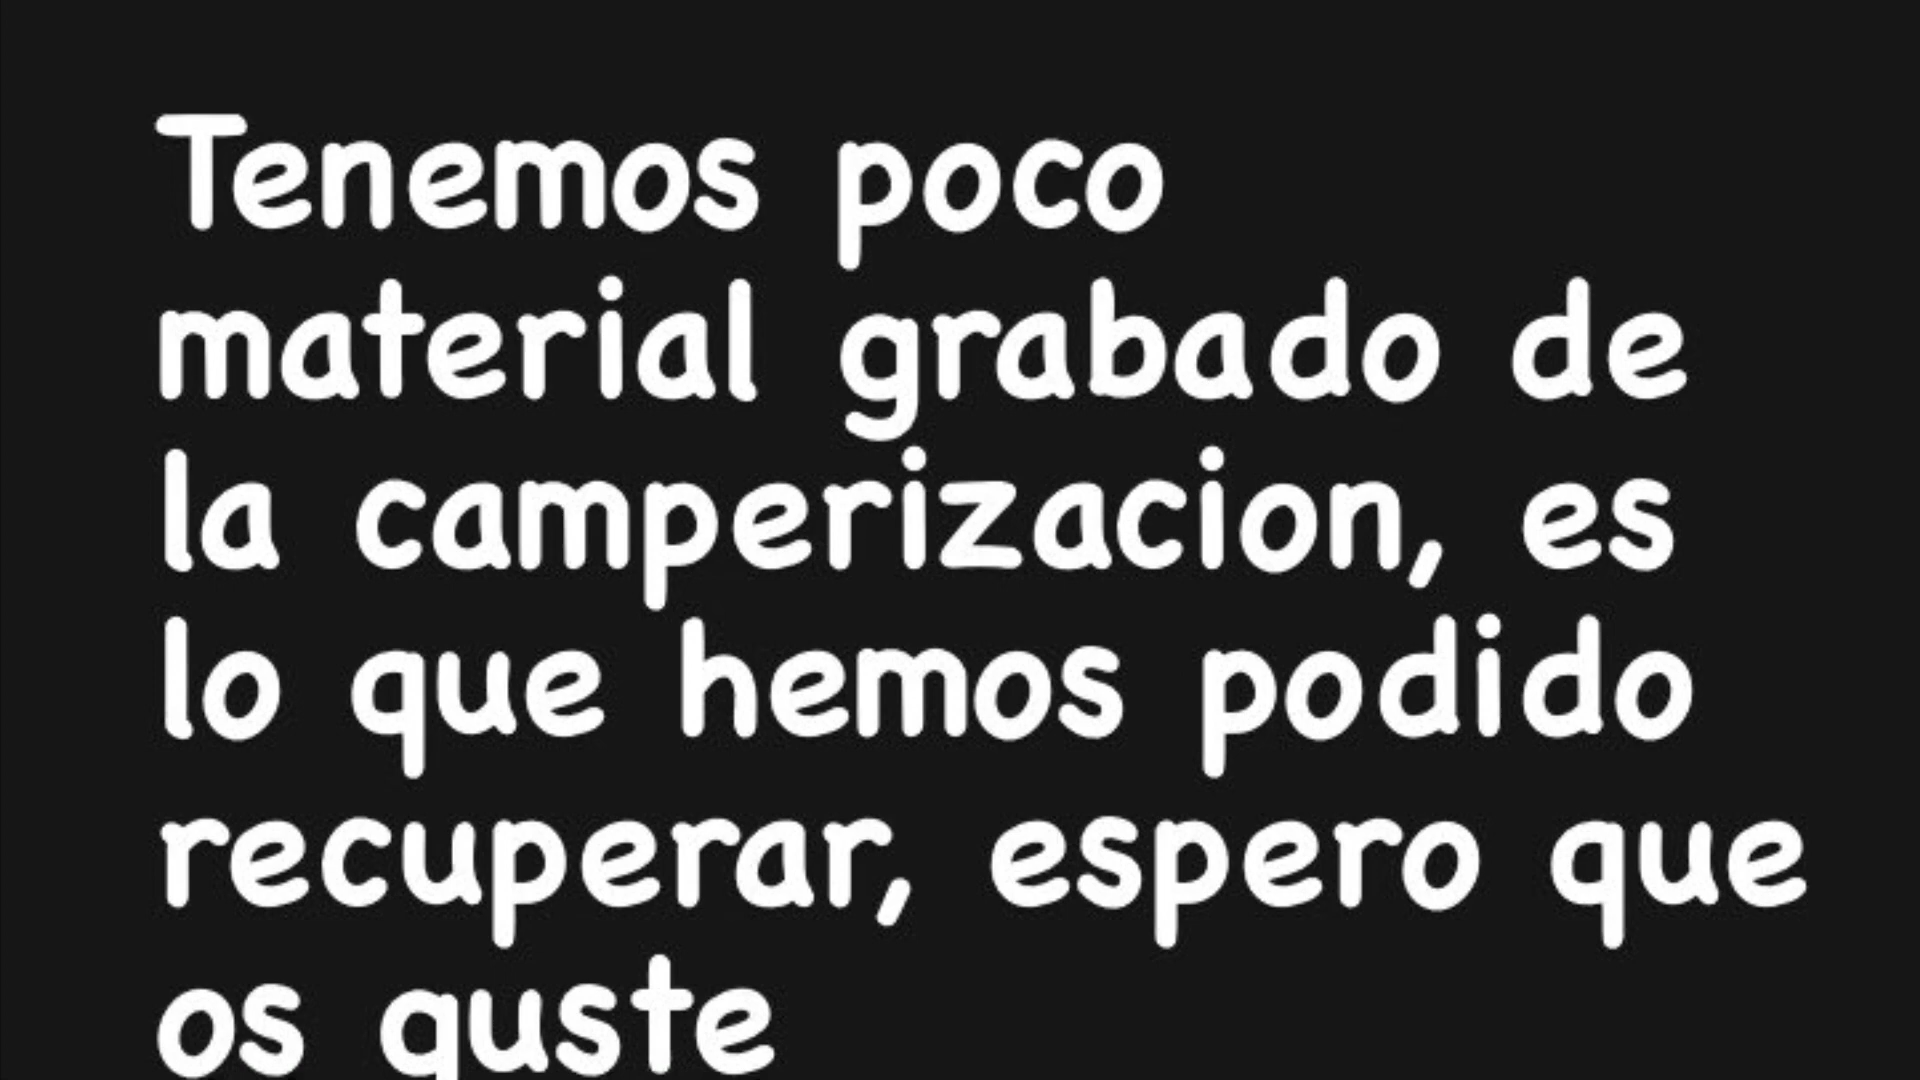 Tenemos poco
material grabado de
la camperizacion, es
lo que hemos podido
recuperar, espero que
os guste